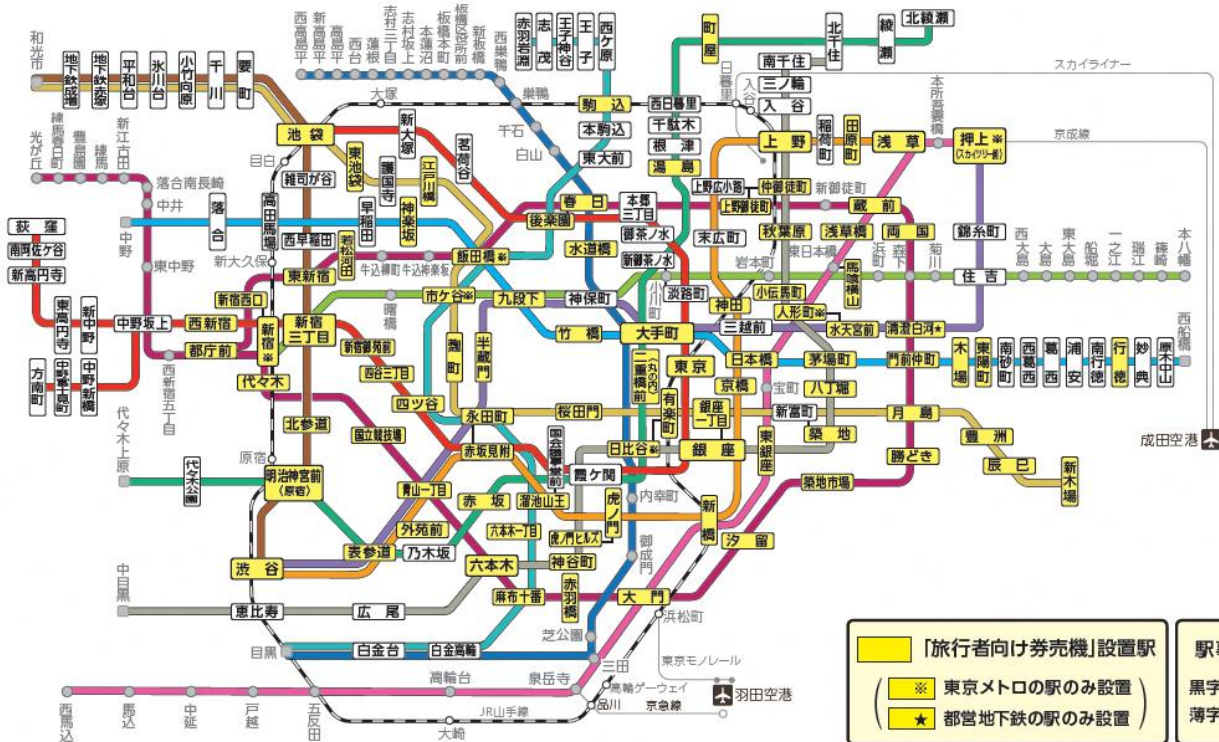 和光市
地下鉄成増
地下鉄赤塚
平和台
氷川台
小竹向原
千川
要町
西高島平
新高島平
高島平
西台
蓮根
志村三丁目
志村坂上
本蓮沼
板橋本町
板橋区役所前
新板橋
西巣鴨
巣鴨
千石
白山
赤羽岩淵
志茂
王子神谷
王子
西ケ原
駒込
本駒込
東大前
町屋
西日暮里
千駄木
根津
湯島
北綾瀬
綾瀬
北千住
南千住
三ノ輪
入谷
日暮里
入谷
スカイライナー
京成線
本所吾妻橋
押上※
(スカイツリー前)
浅草
田原町
稲荷町
上野
上野広小路
仲御徒町
上野御徒町
新御徒町
蔵前
両国
浅草橋
秋葉原
末広町
錦糸町
大塚
池袋
新大塚
茗荷谷
東池袋
護国寺
江戸川橋
雑司が谷
目白
高田馬場
西早稲田
早稲田
神楽坂
東新宿
若松河田
牛込柳町
牛込神楽坂
飯田橋※
後楽園
春日
水道橋
本郷三丁目
御茶ノ水
新御茶ノ水
小川町
淡路町
光が丘
練馬春日町
豊島園
練馬
新江古田
落合南長崎
中井
東中野
中野
落合
新大久保
荻窪
南阿佐ケ谷
新高円寺
東高円寺
新中野
中野坂上
西新宿
方南町
中野富士見町
中野新橋
都庁前
西新宿五丁目
新宿西口
新宿※
新宿三丁目
代々木
曙橋
市ケ谷※
九段下
神保町
竹橋
大手町
三越前
神田
岩本町
小伝馬町
東日本橋
馬喰横山
浜町
森下
菊川
住吉
西大島
大島
東大島
船堀
一之江
瑞江
篠崎
本八幡
人形町※
水天宮前
清澄白河★
日本橋
茅場町
門前仲町
木場
東陽町
南砂町
西葛西
葛西
浦安
南行徳
行徳
妙典
原木中山
西船橋
新宿御苑前
四谷三丁目
四ツ谷
麹町
半蔵門
永田町
赤坂見附
桜田門
二重橋前
(丸の内)
東京
有楽町
京橋
宝町
八丁堀
銀座一丁目
新富町
築地
月島
豊洲
辰巳
新木場
勝どき
築地市場
東銀座
銀座
日比谷※
国会議事堂前
霞ケ関
内幸町
虎ノ門
虎ノ門ヒルズ
神谷町
御成門
新橋
汐留
代々木上原
代々木公園
原宿
明治神宮前
〈原宿〉
北参道
国立競技場
青山一丁目
外苑前
表参道
乃木坂
赤坂
溜池山王
六本木一丁目
六本木
麻布十番
赤羽橋
大門
浜松町
芝公園
渋谷
中目黒
恵比寿
広尾
目黒
白金台
白金高輪
三田
東京モノレール
高輪ゲーウェイ
品川
京急線
羽田空港
成田空港
西馬込
馬込
中延
戸越
五反田
高輪台
泉岳寺
大崎
JR山手線
「旅行者向け券売機」設置駅
※ 東京メトロの駅のみ設置
★ 都営地下鉄の駅のみ設置
黒字
薄字